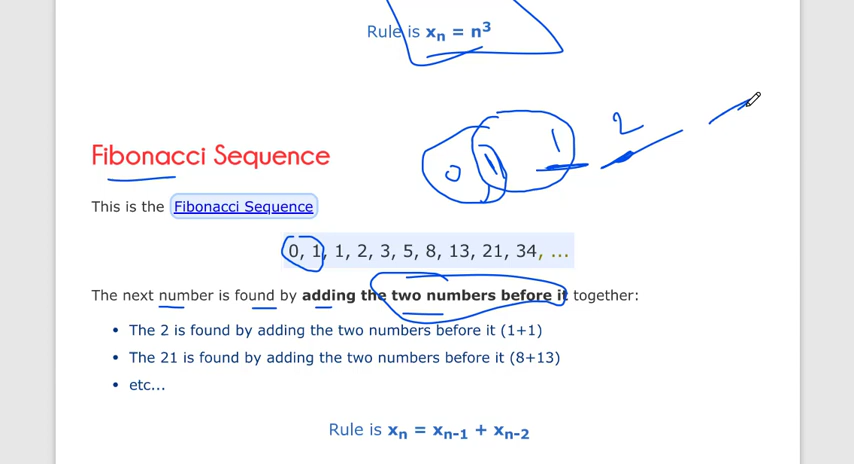 Rule is xn = n3
0 1 1 2
Fibonacci Sequence
This is the Fibonacci Sequence
0, 1, 1, 2, 3, 5, 8, 13, 21, 34, ...
The next number is found by adding the two numbers before it together:
• The 2 is found by adding the two numbers before it (1+1)
• The 21 is found by adding the two numbers before it (8+13)
• etc...
Rule is xn = xn-1 + xn-2